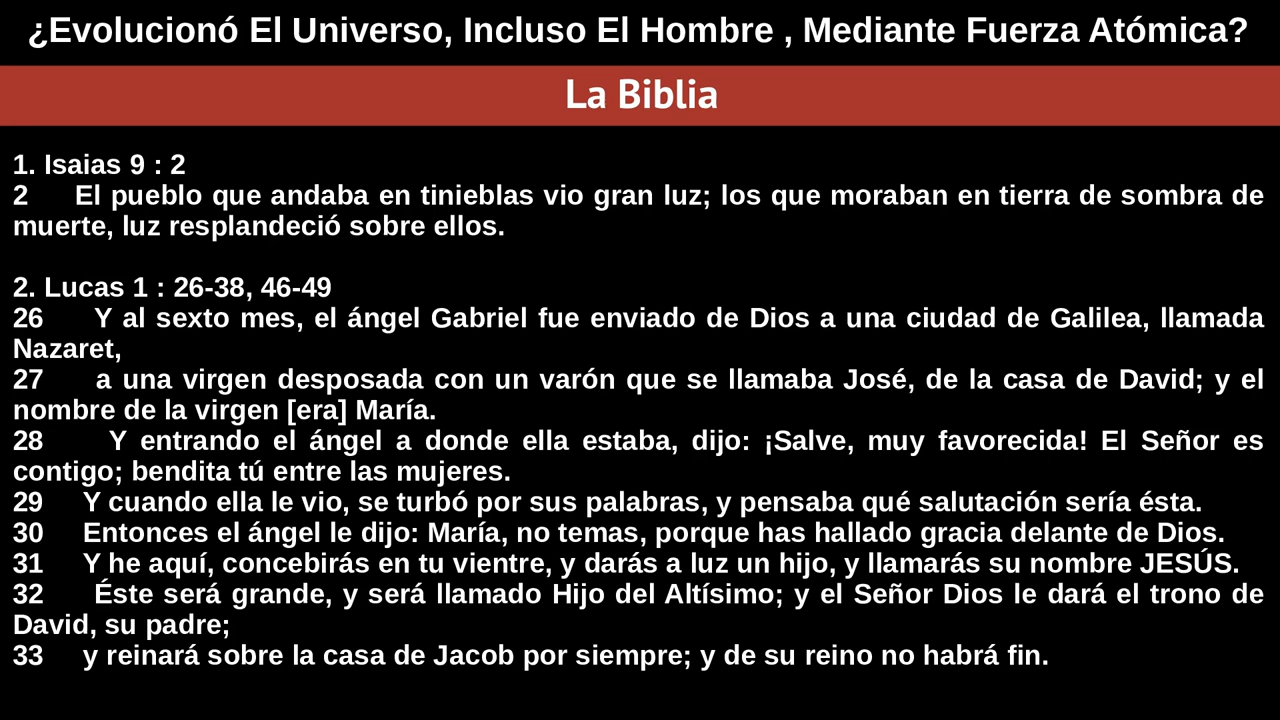 ¿Evolucionó El Universo, Incluso El Hombre , Mediante Fuerza Atómica?
La Biblia
1. Isaias 9 : 2
2 El pueblo que andaba en tinieblas vio gran luz; los que moraban en tierra de sombra de
muerte, luz resplandeció sobre ellos.
2. Lucas 1 : 26-38, 46-49
26 Y al sexto mes, el ángel Gabriel fue enviado de Dios a una ciudad de Galilea, llamada
Nazaret,
27 a una virgen desposada con un varón que se llamaba José, de la casa de David; y el
nombre de la virgen [era] María.
28 Y entrando el ángel a donde ella estaba, dijo: ¡Salve, muy favorecida! El Señor es
contigo; bendita tú entre las mujeres.
29 Y cuando ella le vio, se turbó por sus palabras, y pensaba qué salutación sería ésta.
30 Entonces el ángel le dijo: María, no temas, porque has hallado gracia delante de Dios.
31 Y he aquí, concebirás en tu vientre, y darás a luz un hijo, y llamarás su nombre JESÚS.
32 Éste será grande, y será llamado Hijo del Altísimo; y el Señor Dios le dará el trono de
David, su padre;
33 y reinará sobre la casa de Jacob por siempre; y de su reino no habrá fin.